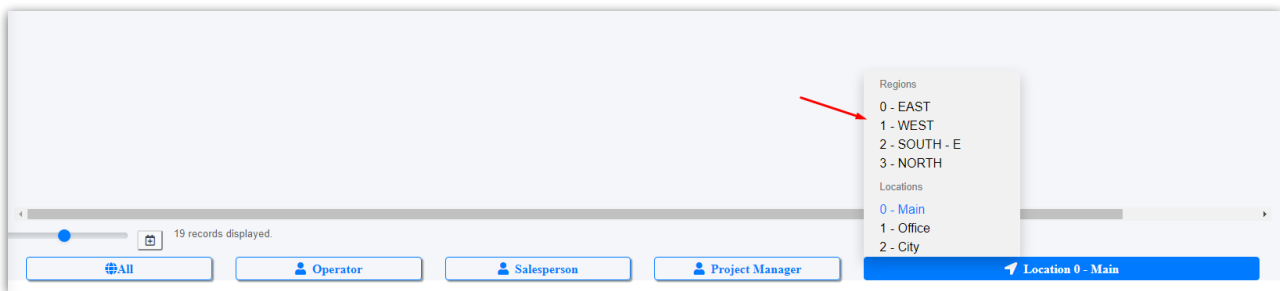 Regions
0 - EAST
1 - WEST
2 - SOUTH - E
3 - NORTH
Locations
0 - Main
1 - Office
2 - City
19 records displayed.
All
Operator
Salesperson
Project Manager
Location 0 - Main